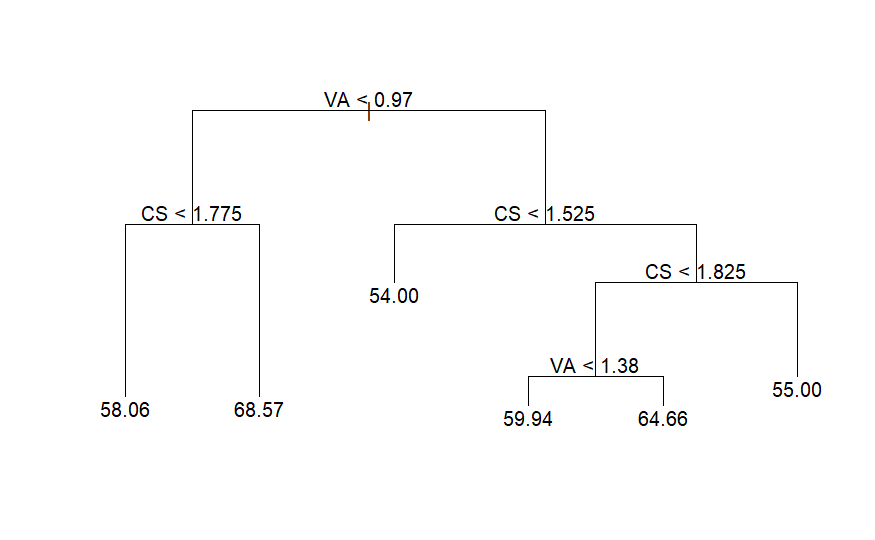 VA < 0.97
CS < 1.775
CS < 1.525
CS < 1.825
54.00
VA < 1.38
55.00
58.06
68.57
59.94
64.66